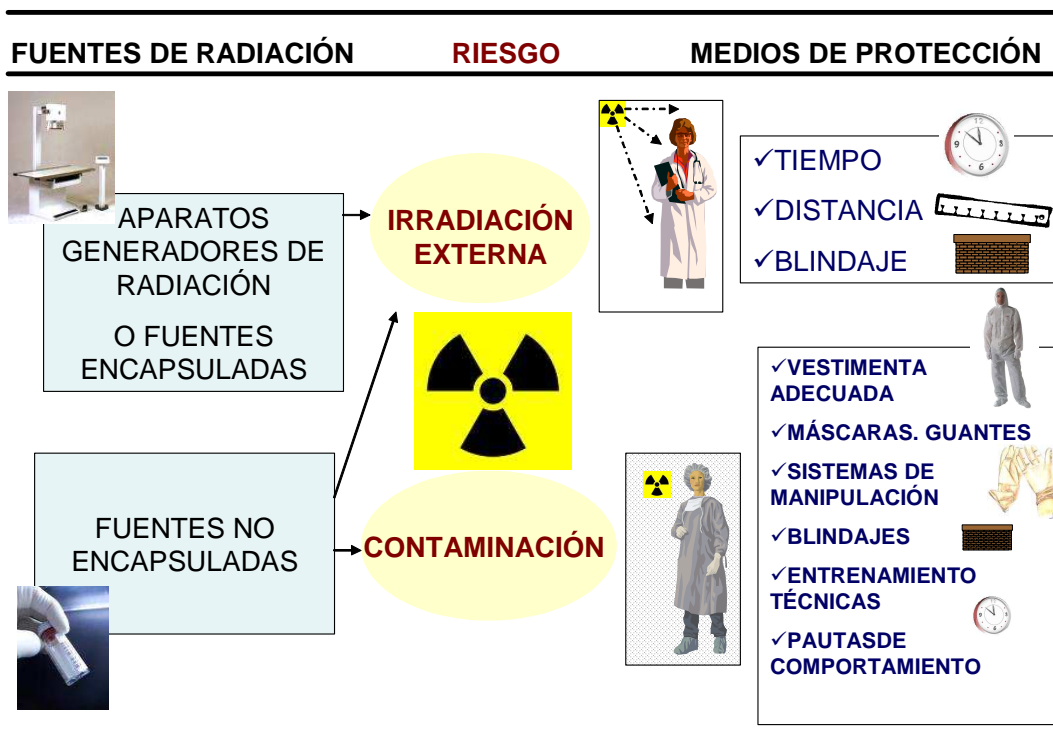 FUENTES DE RADIACIÓN RIESGO MEDIOS DE PROTECCIÓN
APARATOS
GENERADORES DE
RADIACIÓN
O FUENTES
ENCAPSULADAS
IRRADIACIÓN
EXTERNA
✓TIEMPO
✓DISTANCIA
✓BLINDAJE
FUENTES NO
ENCAPSULADAS
CONTAMINACIÓN
✓VESTIMENTA
ADECUADA
✓MÁSCARAS. GUANTES
✓SISTEMAS DE
MANIPULACIÓN
✓BLINDAJES
✓ENTRENAMIENTO
TÉCNICAS
✓PAUTASDE
COMPORTAMIENTO